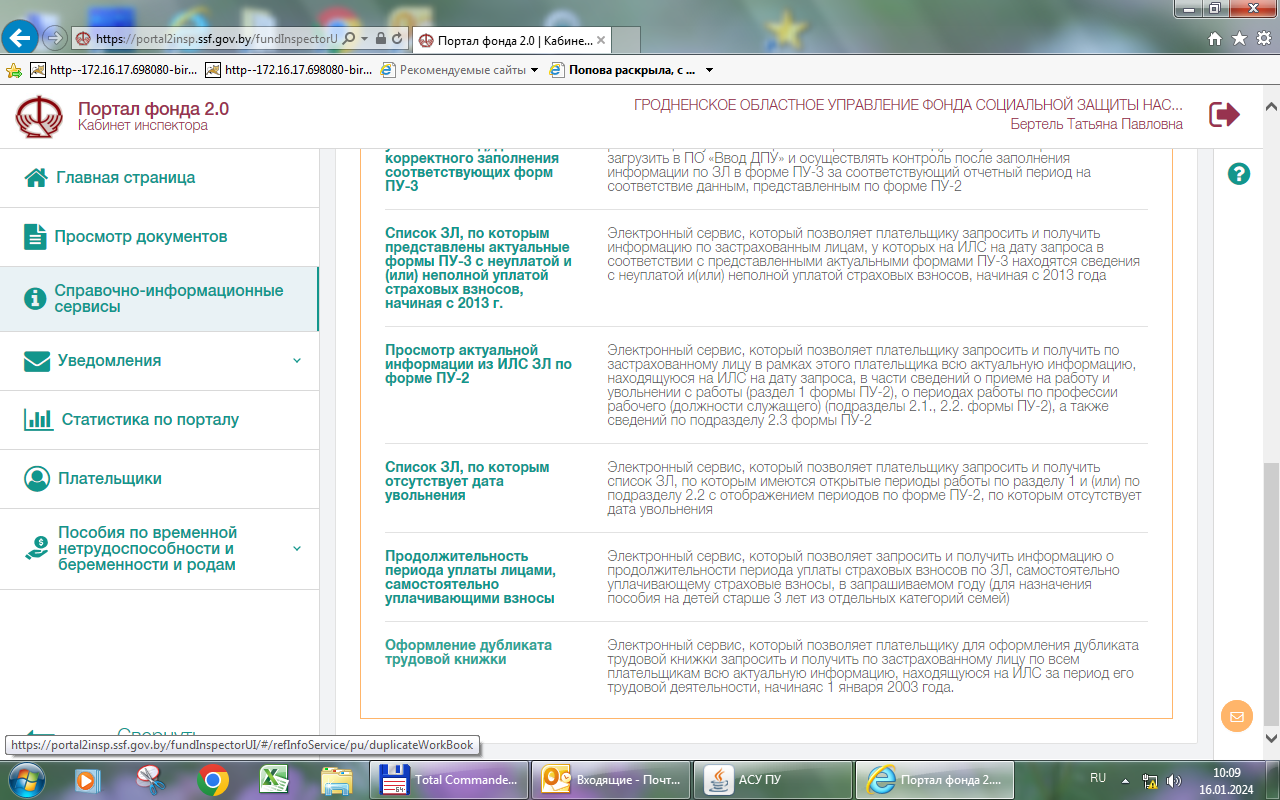 https://portal2insp.ssf.gov.by/fundInspectorU
Портал фонда 2.0 | Кабине...
http--172.16.17.698080-bir...
http--172.16.17.698080-bir...
Рекомендуемые сайты
Попова раскрыла, с ...
Портал фонда 2.0
Кабинет инспектора
ГРОДНЕНСКОЕ ОБЛАСТНОЕ УПРАВЛЕНИЕ ФОНДА СОЦИАЛЬНОЙ ЗАЩИТЫ НАС...
Бертель Татьяна Павловна
Главная страница
Просмотр документов
Справочно-информационные
сервисы
Уведомления
Статистика по порталу
Плательщики
Пособия по временной
нетрудоспособности и
беременности и родам
Свернуть
корректного заполнения
соответствующих форм
ПУ-3
загрузить в ПО «Ввод ДПУ» и осуществлять контроль после заполнения
информации по ЗЛ в форме ПУ-3 за соответствующий отчетный период на
соответствие данным, представленным по форме ПУ-2
Список ЗЛ, по которым
представлены актуальные
формы ПУ-3 с неуплатой и
(или) неполной уплатой
страховых взносов,
начиная с 2013 г.
Электронный сервис, который позволяет плательщику запросить и получить
информацию по застрахованным лицам, у которых на ИЛС на дату запроса в
соответствии с представленными актуальными формами ПУ-3 находятся сведения
с неуплатой и(или) неполной уплатой страховых взносов, начиная с 2013 года
Просмотр актуальной
информации из ИЛС ЗЛ по
форме ПУ-2
Электронный сервис, который позволяет плательщику запросить и получить по
застрахованному лицу в рамках этого плательщика всю актуальную информацию,
находящуюся на ИЛС на дату запроса, в части сведений о приеме на работу и
увольнении с работы (раздел 1 формы ПУ-2), о периодах работы по профессии
рабочего (должности служащего) (подразделы 2.1., 2.2. формы ПУ-2), а также
сведений по подразделу 2.3 формы ПУ-2
Список ЗЛ, по которым
отсутствует дата
увольнения
Электронный сервис, который позволяет плательщику запросить и получить
список ЗЛ, по которым имеются открытые периоды работы по разделу 1 и (или) по
подразделу 2.2 с отображением периодов по форме ПУ-2, по которым отсутствует
дата увольнения
Продолжительность
периода уплаты лицами,
самостоятельно
уплачивающими взносы
Электронный сервис, который позволяет запросить и получить информацию о
продолжительности периода уплаты страховых взносов по ЗЛ, самостоятельно
уплачивающему страховые взносы, в запрашиваемом году (для назначения
пособия на детей старше 3 лет из отдельных категорий семей)
Оформление дубликата
трудовой книжки
Электронный сервис, который позволяет плательщику для оформления дубликата
трудовой книжки запросить и получить по застрахованному лицу по всем
плательщикам всю актуальную информацию, находящуюся на ИЛС за период его
трудовой деятельности, начинаяс 1 января 2003 года.
https://portal2insp.ssf.gov.by/fundInspectorUI/#/refInfoService/pu/duplicateWorkBook
Total Commande...
Входящие - Почт...
АСУ ПУ
Портал фонда 2....
RU
10:09
16.01.2024